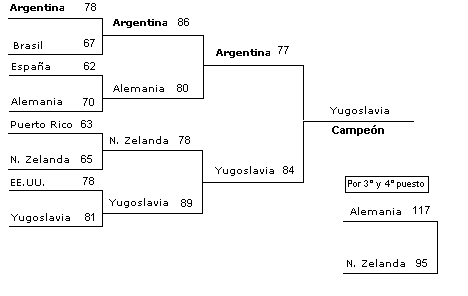 Argentina 78
Brasil 67
España 62
Alemania 70
Puerto Rico 63
N. Zelanda 65
EE.UU. 78
Yugoslavia 81
Argentina 86
Alemania 80
N. Zelanda 78
Yugoslavia 89
Argentina 77
Yugoslavia 84
Yugoslavia
Campeón
Por 3° y 4° puesto
Alemania 117
N. Zelanda 95